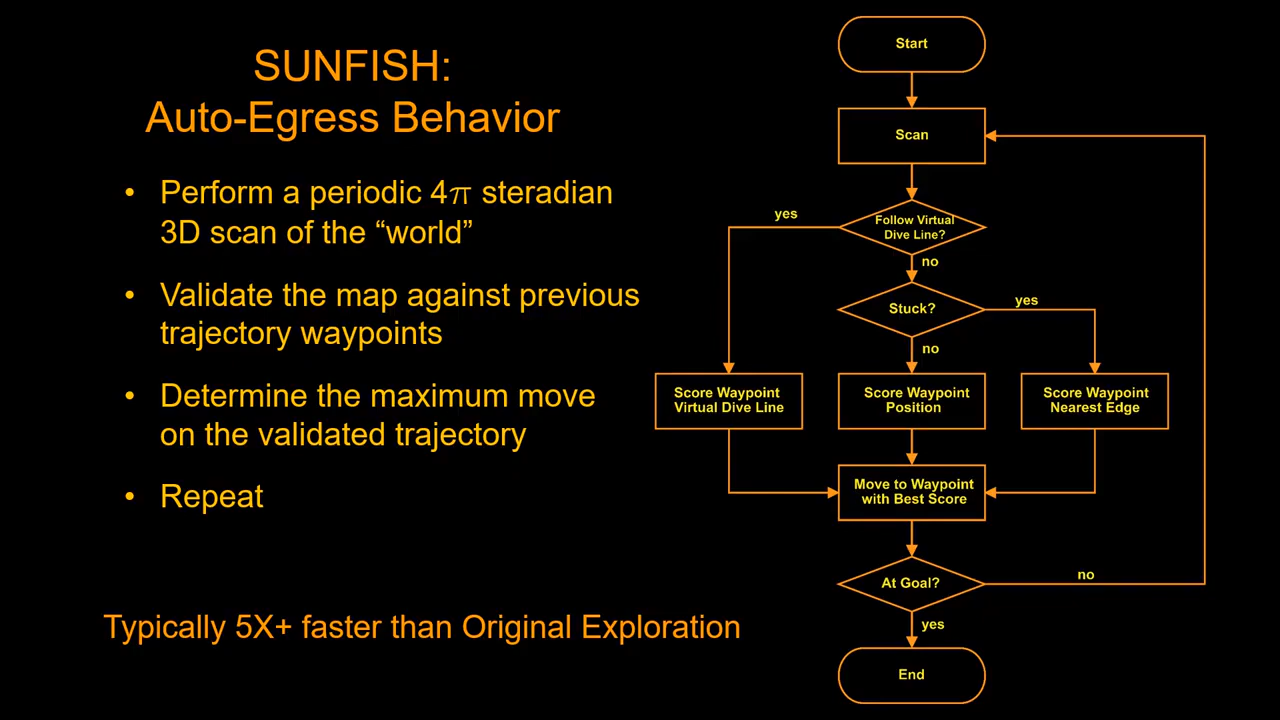 SUNFISH:
Auto-Egress Behavior
• Perform a periodic 4π steradian
3D scan of the “world”
• Validate the map against previous
trajectory waypoints
• Determine the maximum move
on the validated trajectory
• Repeat
Typically 5X+ faster than Original Exploration
Start
Scan
Follow Virtual
Dive Line?
yes
no
Stuck?
yes
no
Score Waypoint
Virtual Dive Line
Score Waypoint
Position
Score Waypoint
Nearest Edge
Move to Waypoint
with Best Score
At Goal?
no
yes
End